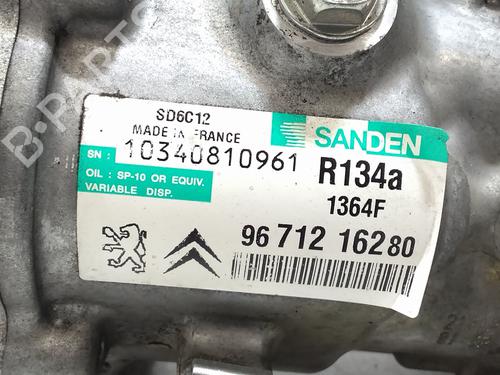 B-PARTS
SD6C12
MADE IN FRANCE
SANDEN
SN : 10340810961
R134a
OIL : SP-10 OR EQUIV.
VARIABLE DISP.
1364F
96 712 162 80